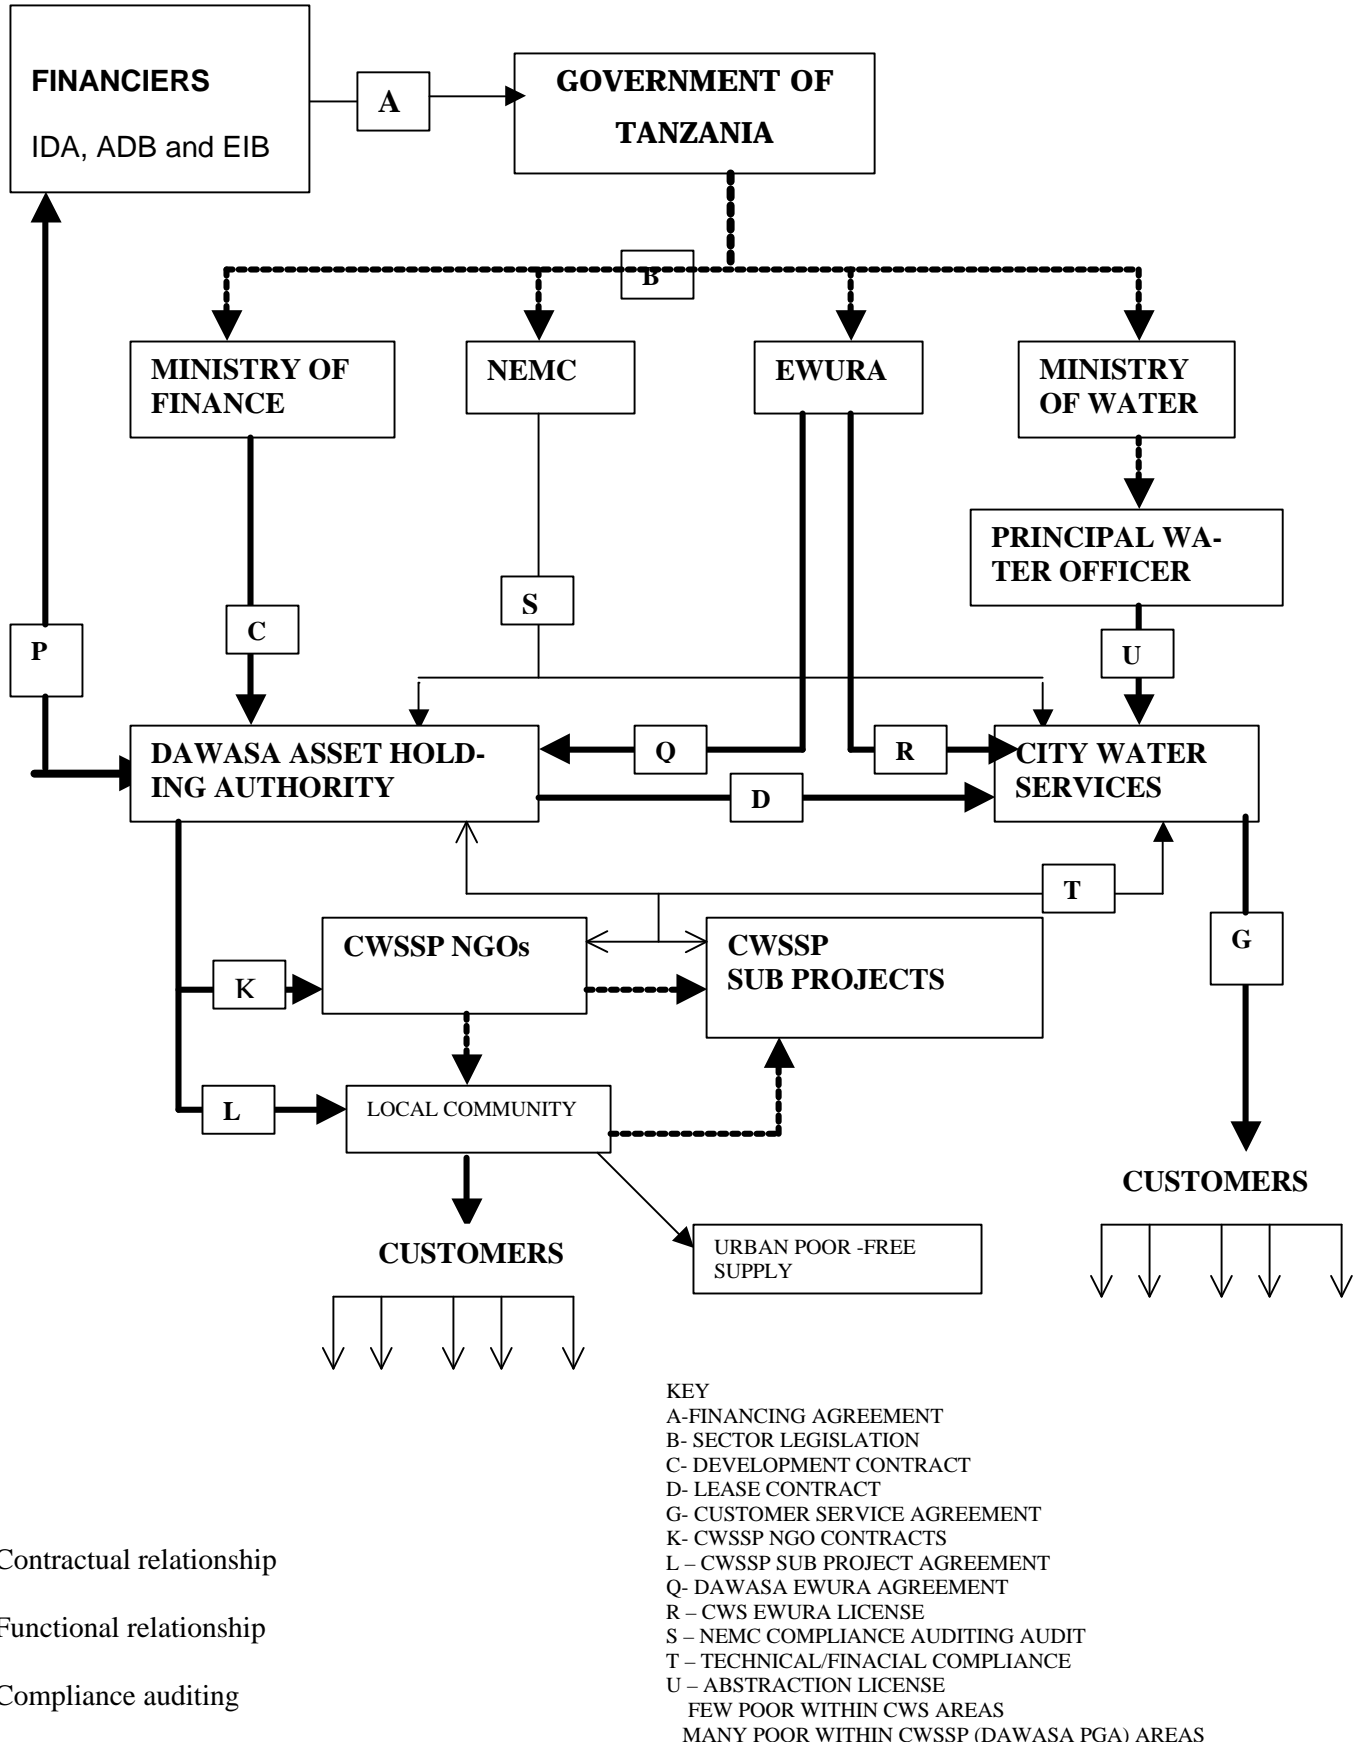 FINANCIERS
IDA, ADB and EIB
A
GOVERNMENT OF
TANZANIA
B
MINISTRY OF
FINANCE
NEMC
EWURA
MINISTRY
OF WATER
PRINCIPAL WA-
TER OFFICER
S
C
P
U
DAWASA ASSET HOLD-
ING AUTHORITY
Q
R
CITY WATER
SERVICES
D
T
CWSSP NGOs
CWSSP
SUB PROJECTS
G
K
L
LOCAL COMMUNITY
CUSTOMERS
CUSTOMERS
URBAN POOR -FREE
SUPPLY
KEY
A-FINANCING AGREEMENT
B- SECTOR LEGISLATION
C- DEVELOPMENT CONTRACT
D- LEASE CONTRACT
G- CUSTOMER SERVICE AGREEMENT
K- CWSSP NGO CONTRACTS
L – CWSSP SUB PROJECT AGREEMENT
Q- DAWASA EWURA AGREEMENT
R – CWS EWURA LICENSE
S – NEMC COMPLIANCE AUDITING AUDIT
T – TECHNICAL/FINACIAL COMPLIANCE
U – ABSTRACTION LICENSE
FEW POOR WITHIN CWS AREAS
MANY POOR WITHIN CWSSP (DAWASA PGA) AREAS
Contractual relationship
Functional relationship
Compliance auditing